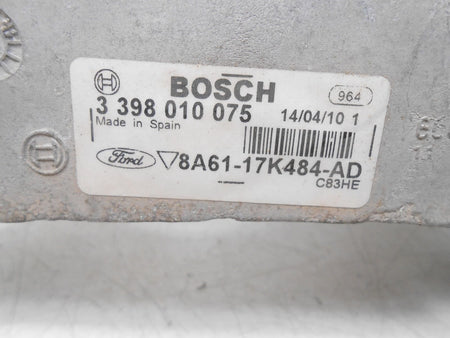 BOSCH
964
3 398 010 075
14/04/10 1
Made in Spain
Ford
8A61-17K484-AD
C83HE